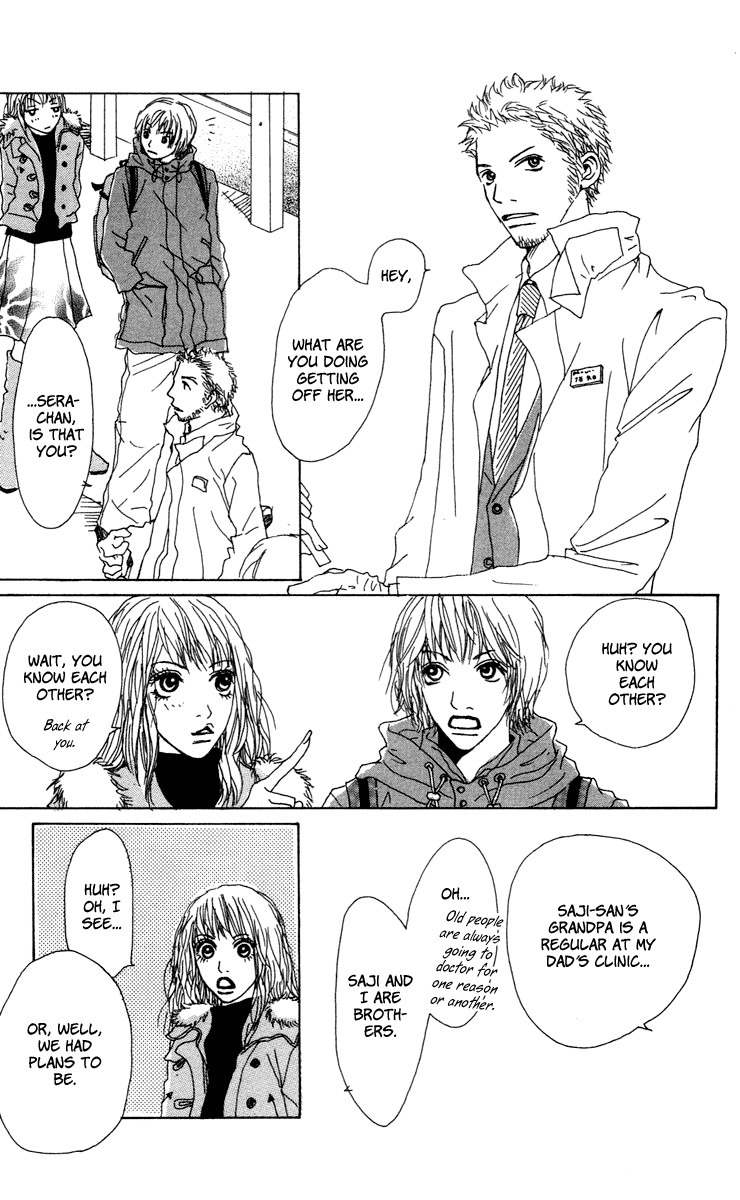 HEY,
WHAT ARE
YOU DOING
GETTING
OFF HER...
...SERA-
CHAN,
IS THAT
YOU?
HUH? YOU
KNOW
EACH
OTHER?
WAIT, YOU
KNOW EACH
OTHER?
Back at
you.
SAJI-SAN'S
GRANDPA IS A
REGULAR AT MY
DAD'S CLINIC...
OH...
Old people
are always
going to
doctor for
one reason
or another.
SAJI AND
I ARE
BROTH-
ERS.
HUH?
OH, I
SEE...
OR, WELL,
WE HAD
PLANS TO
BE.